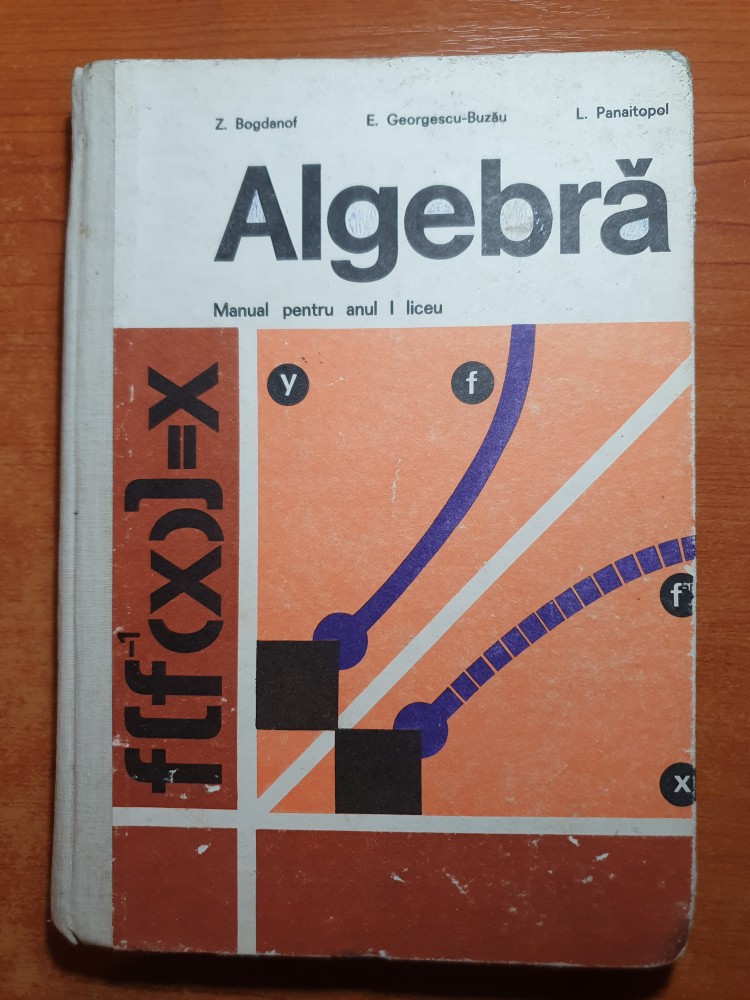 Z. Bogdanof E. Georgescu-Buzău L. Panaitopol
Algebră
Manual pentru anul I liceu
f[f⁻¹(x)]=x
y
f
f⁻¹
x